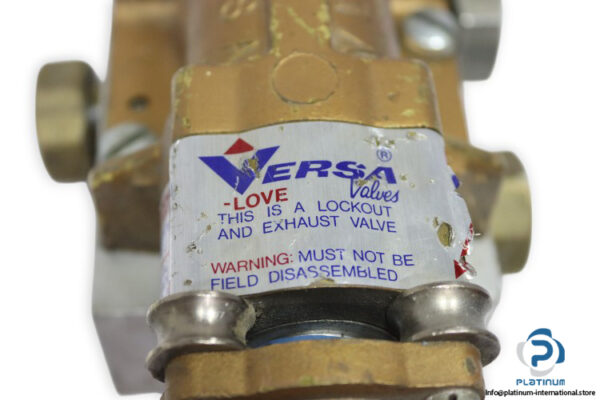 VERSA®
Valves
-LOVE
THIS IS A LOCKOUT
AND EXHAUST VALVE
WARNING: MUST NOT BE
FIELD DISASSEMBLED
PLATINUM
Info@platinum-international.store